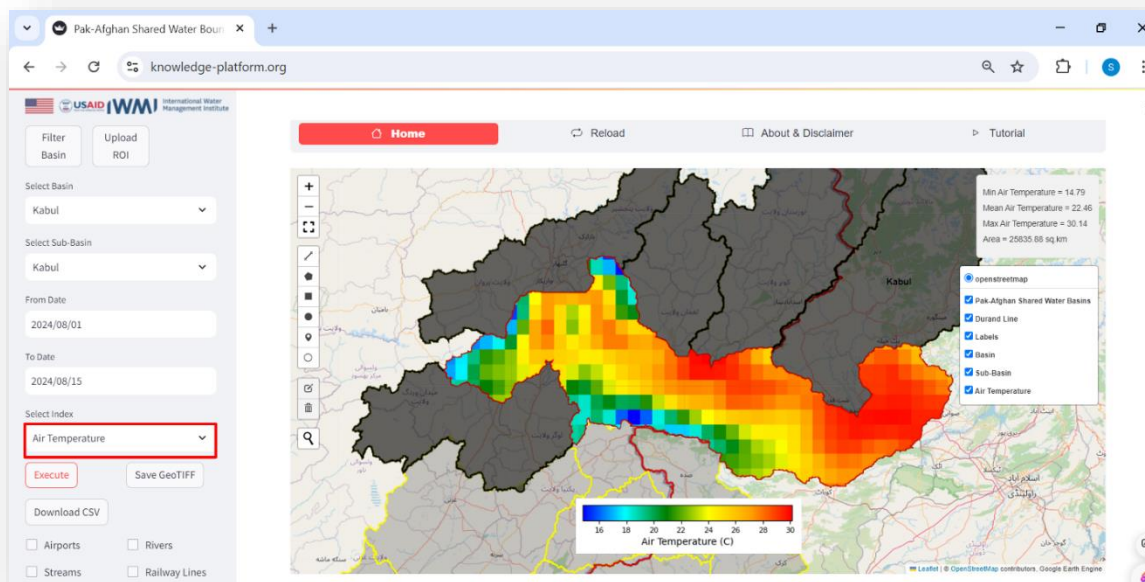 Pak-Afghan Shared Water Boun
knowledge-platform.org
S
USAID
IWMI
International Water
Management Institute
Filter
Basin
Upload
ROI
Select Basin
Kabul
Select Sub-Basin
Kabul
From Date
2024/08/01
To Date
2024/08/15
Select Index
Air Temperature
Execute
Save GeoTIFF
Download CSV
Airports
Rivers
Streams
Railway Lines
Home
Reload
About & Disclaimer
Tutorial
Min Air Temperature = 14.79
Mean Air Temperature = 22.46
Max Air Temperature = 30.14
Area = 25835.88 sq.km
openstreetmap
Pak-Afghan Shared Water Basins
Durand Line
Labels
Basin
Sub-Basin
Air Temperature
Kabul
اسلام آباد
راولپنڈی
16 18 20 22 24 26 28 30
Air Temperature (C)
Leaflet | © OpenStreetMap contributors, Google Earth Engine